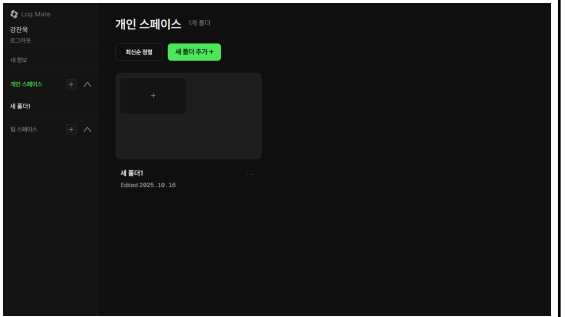 Log Mate
강찬욱
로그아웃
내 정보
개인 스페이스 +
새 폴더1
팀 스페이스 +
개인 스페이스 1개 폴더
최신순 정렬
새 폴더 추가 +
+
새 폴더1 ...
Edited 2025.10.16